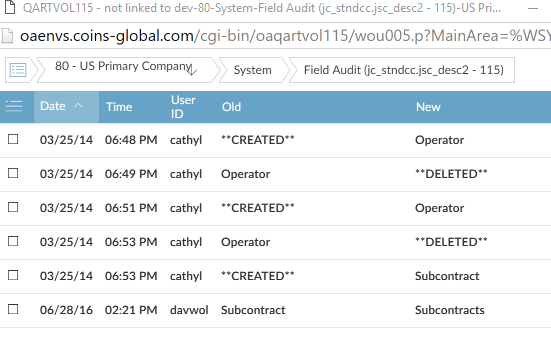 QARTVOL115 - not linked to dev-80-System-Field Audit (jc_stndcc.jsc_desc2 - 115)-US Pri...
oaenvs.coins-global.com/cgi-bin/oaqartvol115/wou005.p?MainArea=%WSY
80 - US Primary Company System Field Audit (jc_stndcc.jsc_desc2 - 115)
Date Time User ID Old New
03/25/14 06:48 PM cathyl **CREATED** Operator
03/25/14 06:49 PM cathyl Operator **DELETED**
03/25/14 06:51 PM cathyl **CREATED** Operator
03/25/14 06:53 PM cathyl Operator **DELETED**
03/25/14 06:53 PM cathyl **CREATED** Subcontract
06/28/16 02:21 PM davwol Subcontract Subcontracts